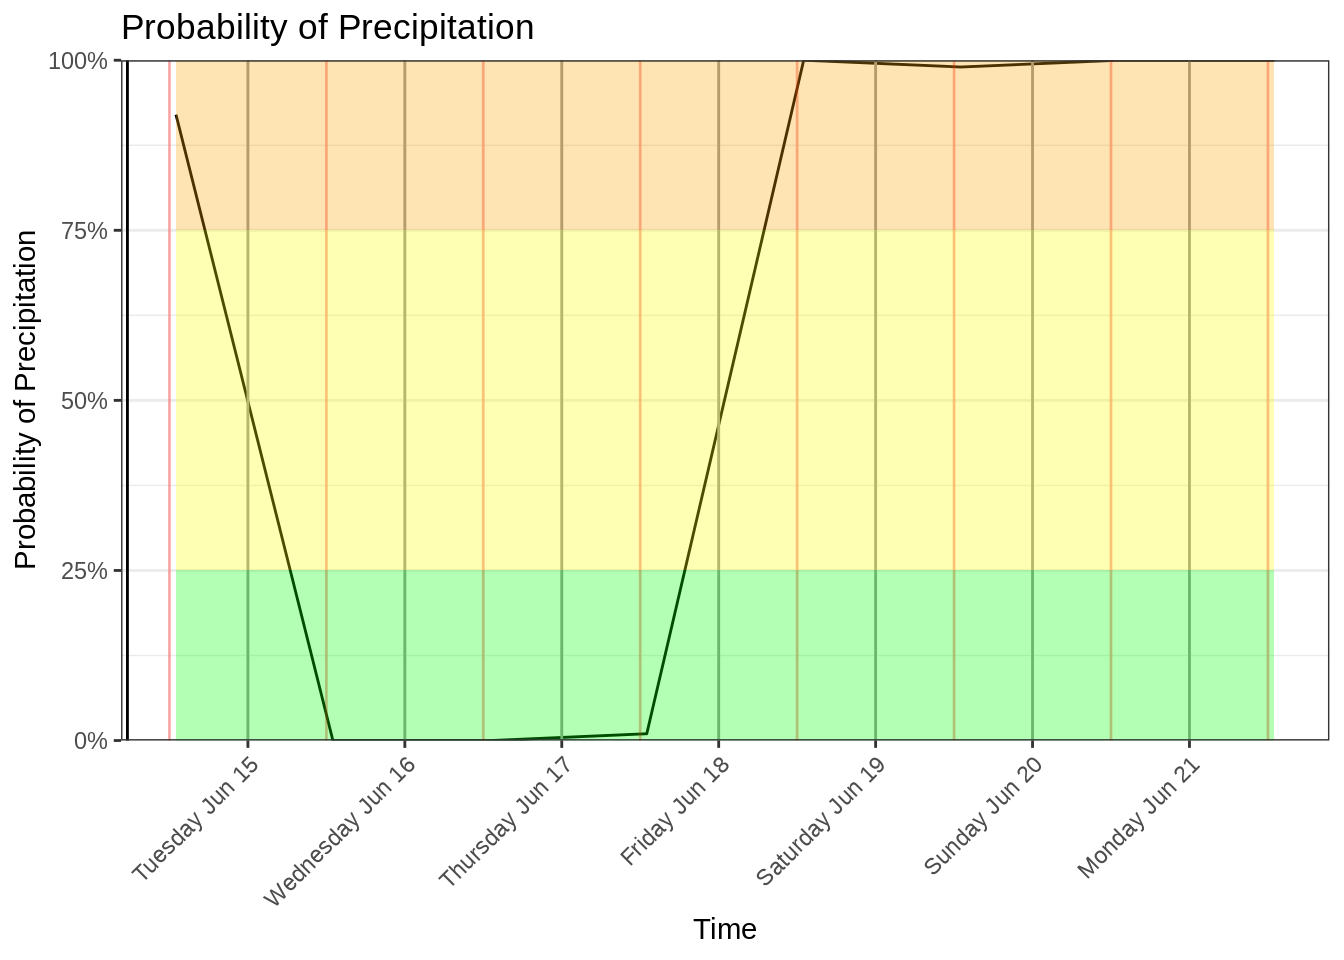 Probability of Precipitation
Probability of Precipitation
100%
75%
50%
25%
0%
Tuesday Jun 15
Wednesday Jun 16
Thursday Jun 17
Friday Jun 18
Saturday Jun 19
Sunday Jun 20
Monday Jun 21
Time